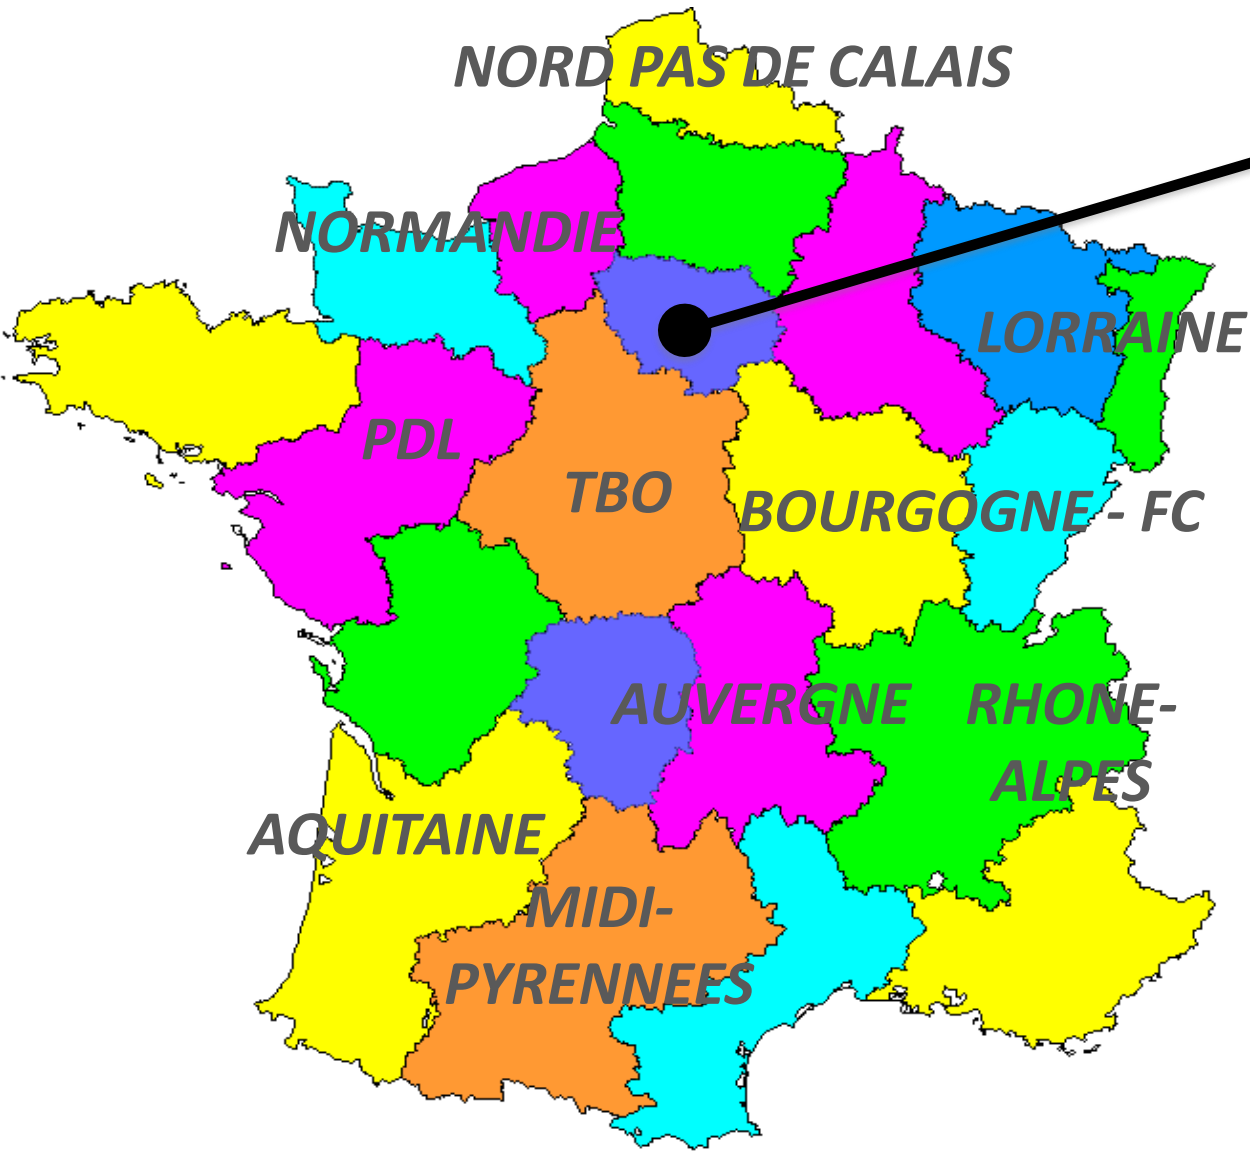 NORD PAS DE CALAIS
NORMANDIE
LORRAINE
PDL
TBO
BOURGOGNE - FC
AUVERGNE
RHONE-
ALPES
AQUITAINE
MIDI-
PYRENNEES